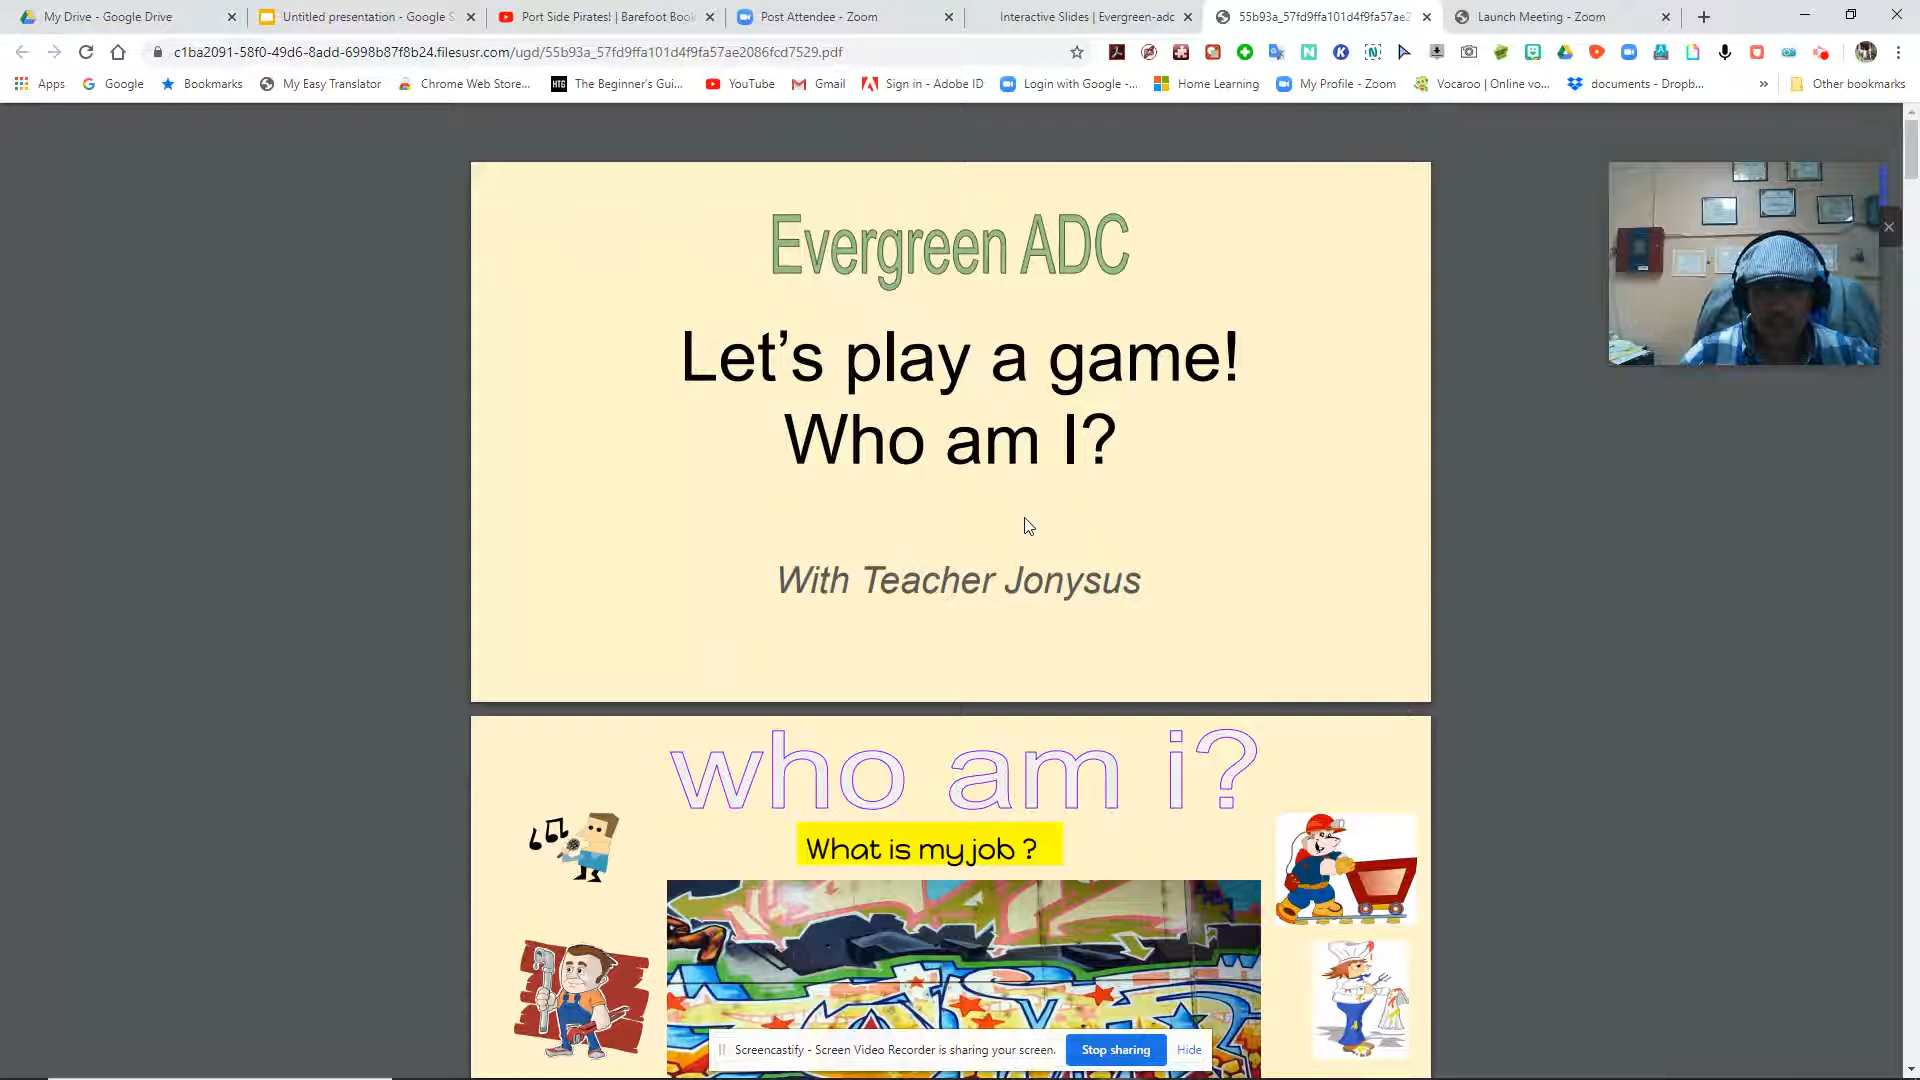 My Drive - Google Drive
Untitled presentation - Google S
Port Side Pirates! | Barefoot Book
Post Attendee - Zoom
Interactive Slides | Evergreen-adc
55b93a_57fd9ffa101d4f9fa57ae2
Launch Meeting - Zoom
c1ba2091-58f0-49d6-8add-6998b87f8b24.filesusr.com/ugd/55b93a_57fd9ffa101d4f9fa57ae2086fcd7529.pdf
Apps
Google
Bookmarks
My Easy Translator
Chrome Web Store...
HTG
The Beginner's Gui...
YouTube
Gmail
Sign in - Adobe ID
Login with Google -...
Home Learning
My Profile - Zoom
Vocaroo | Online vo...
documents - Dropb...
Other bookmarks
Evergreen ADC
Let's play a game!
Who am I?
With Teacher Jonysus
who am i?
What is my job ?
Screencastify - Screen Video Recorder is sharing your screen.
Stop sharing
Hide